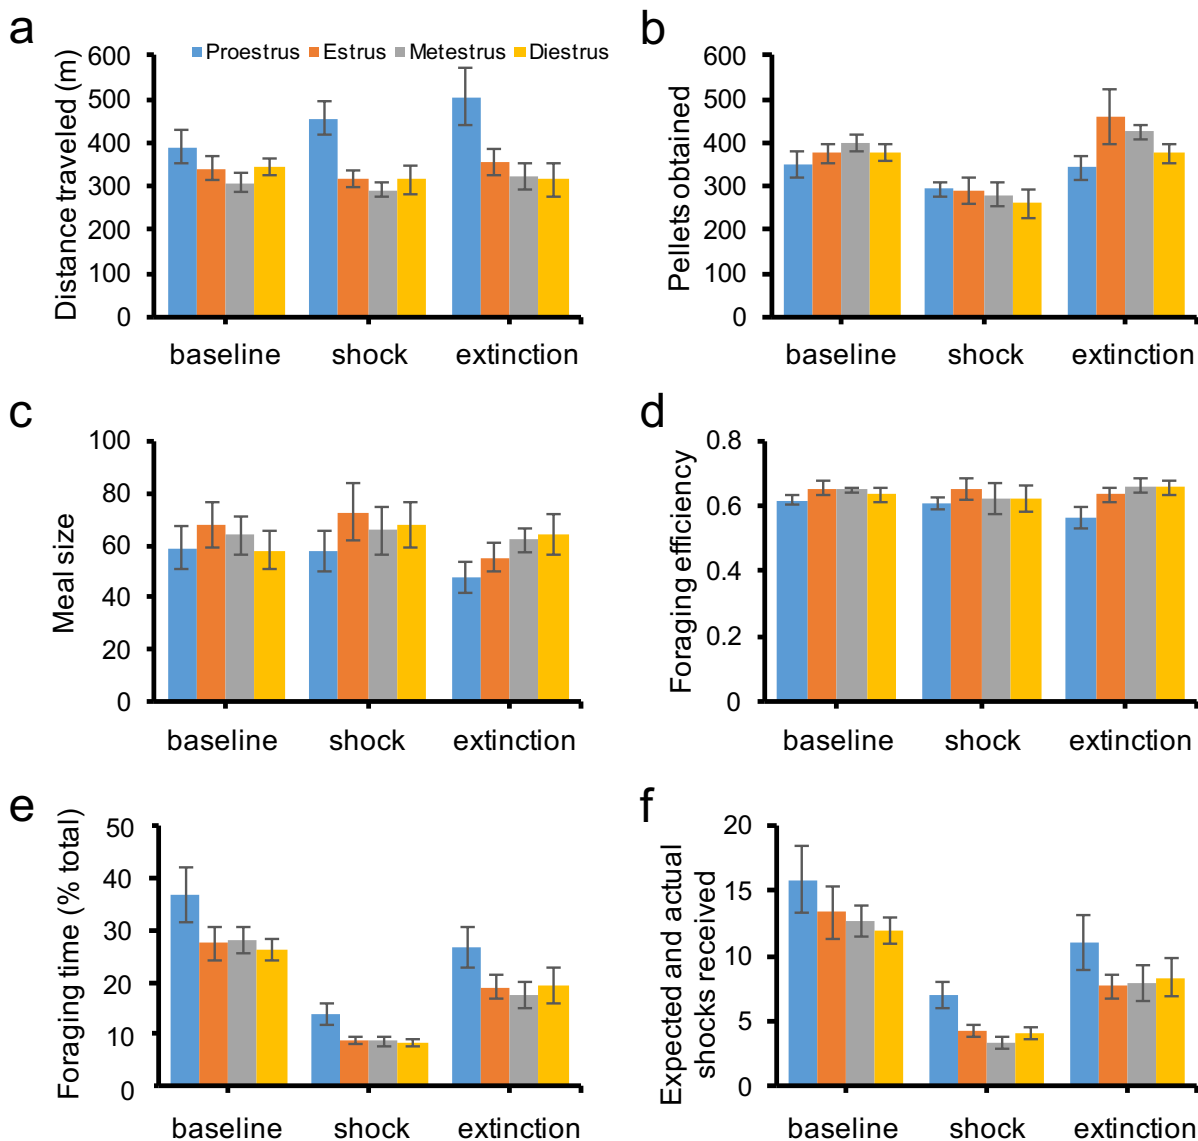 a
Proestrus Estrus Metestrus Diestrus
Distance traveled (m)
600
500
400
300
200
100
0
baseline shock extinction
b
Pellets obtained
600
500
400
300
200
100
0
baseline shock extinction
c
Meal size
100
80
60
40
20
0
baseline shock extinction
d
Foraging efficiency
0.8
0.6
0.4
0.2
0
baseline shock extinction
e
Foraging time (% total)
50
40
30
20
10
0
baseline shock extinction
f
Expected and actual
shocks received
20
15
10
5
0
baseline shock extinction